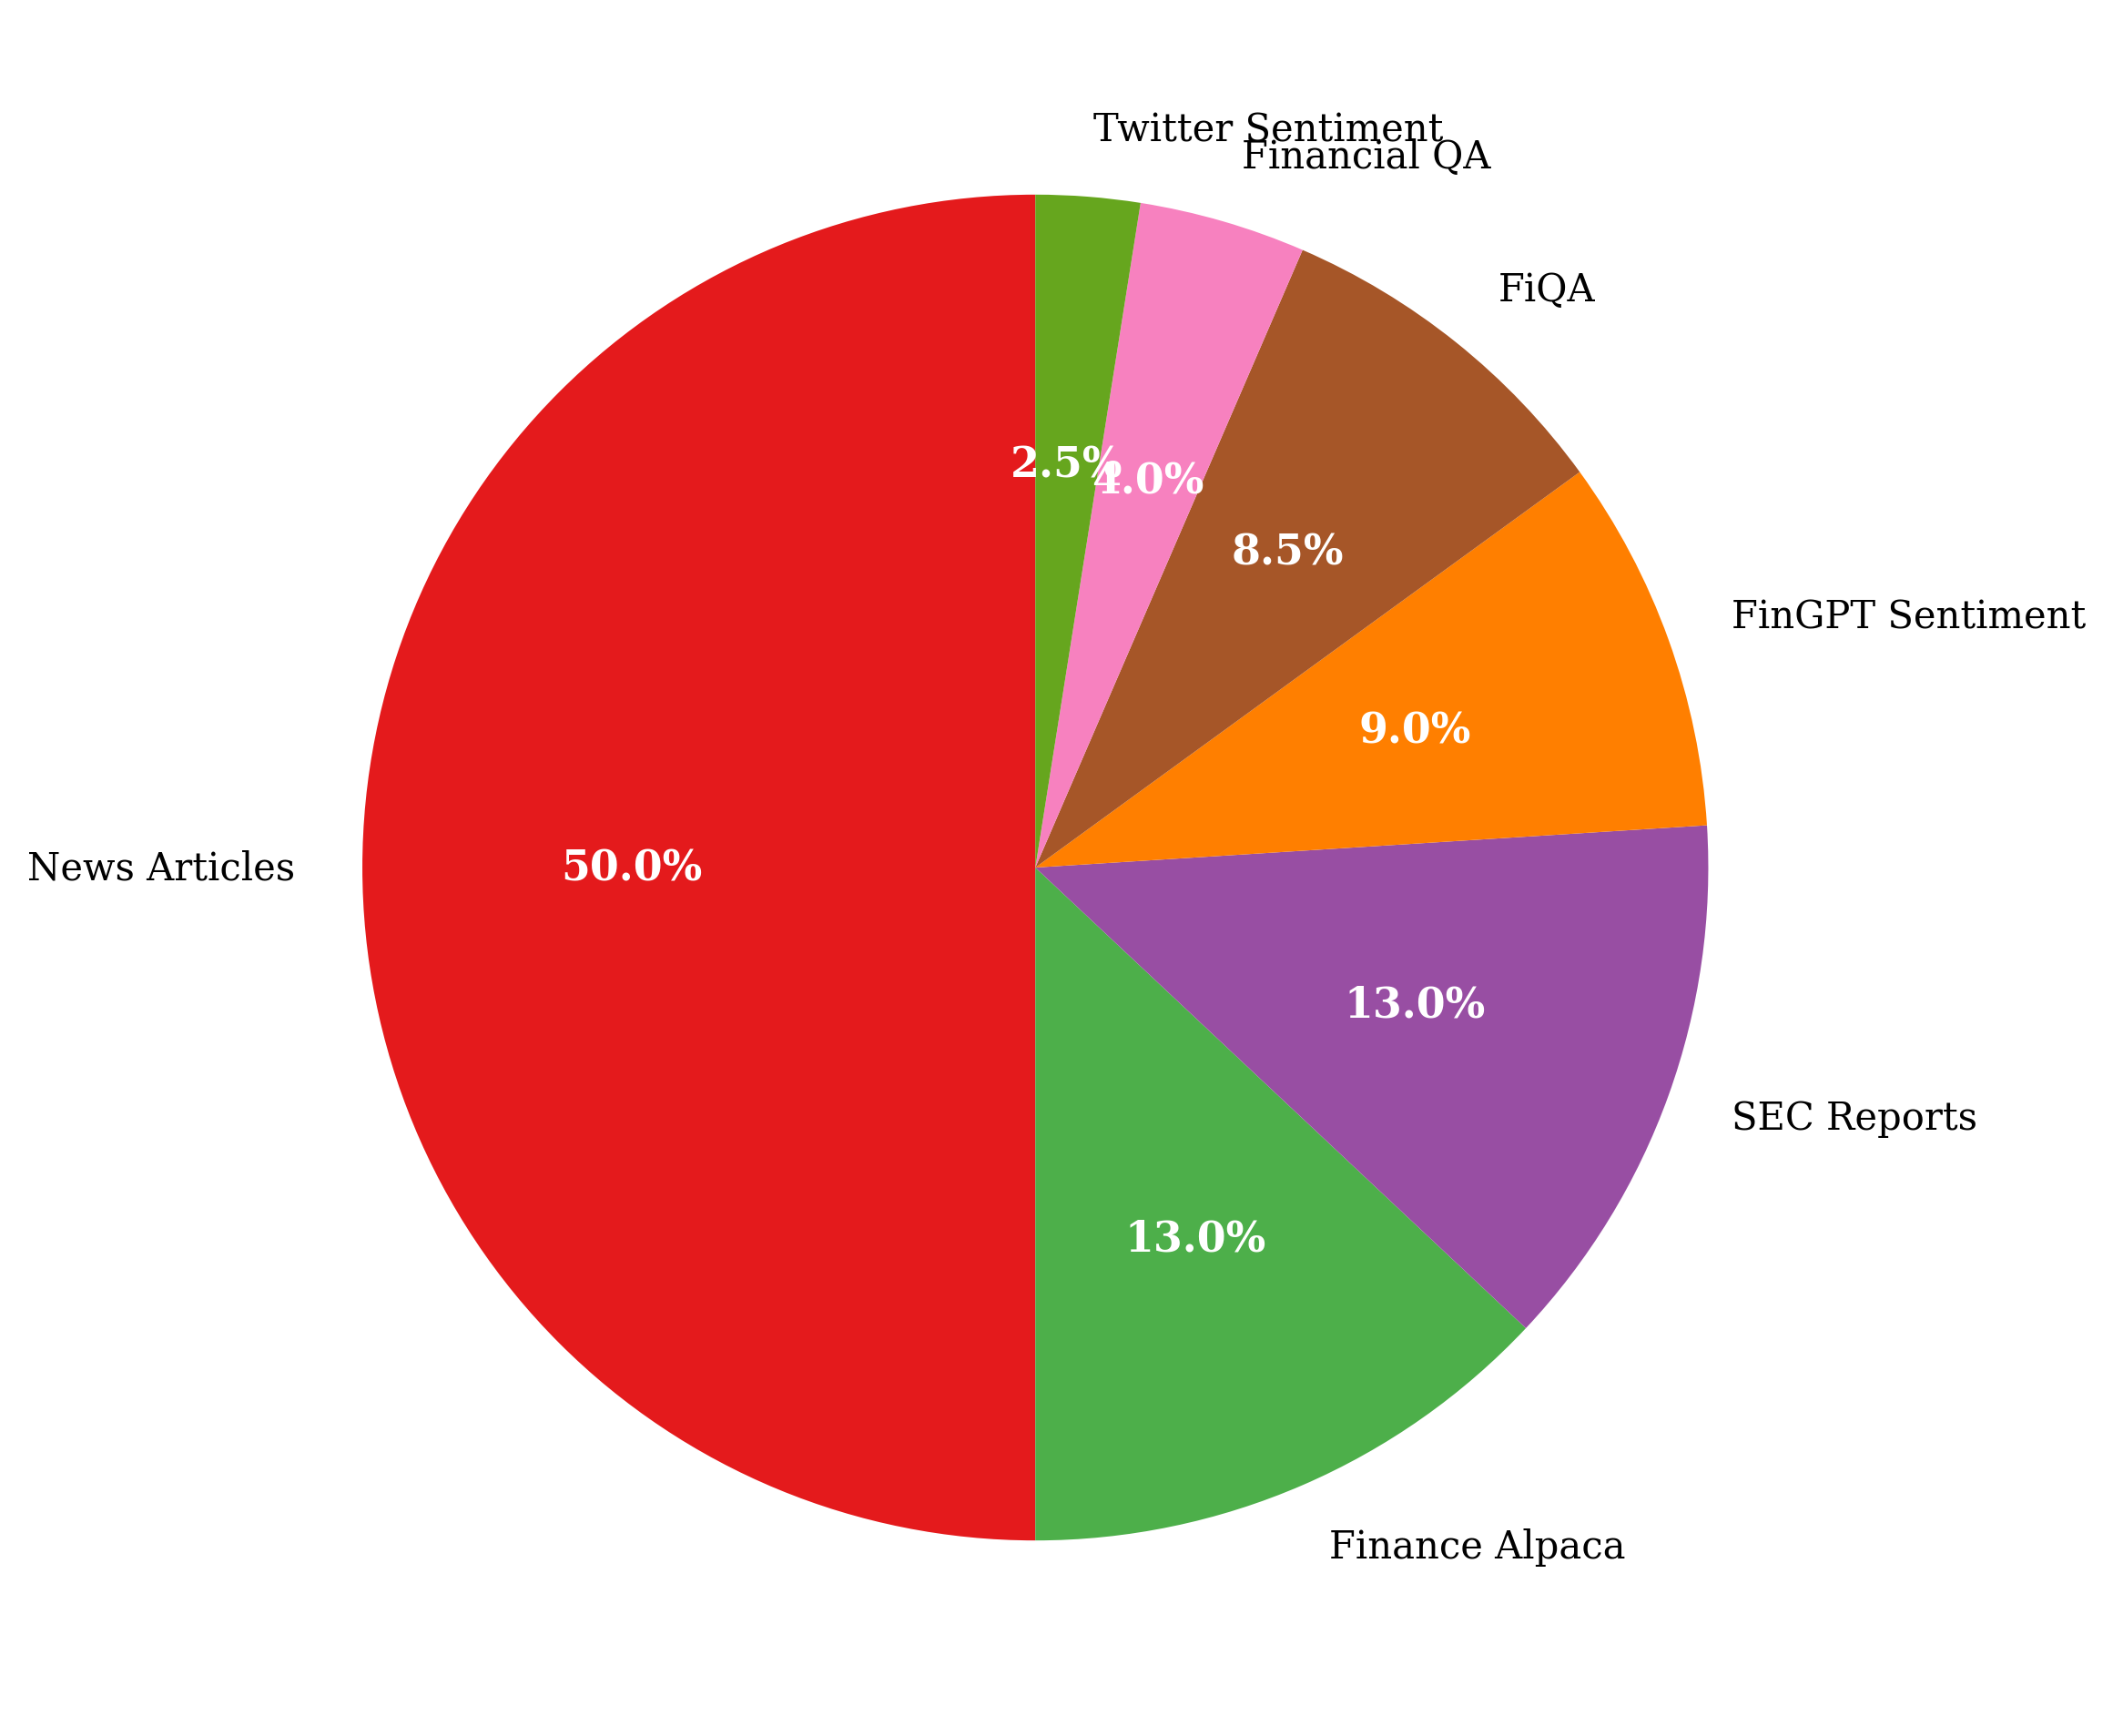 Twitter Sentiment
Financial QA
FiQA
2.5%
4.0%
8.5%
FinGPT Sentiment
9.0%
News Articles
50.0%
13.0%
SEC Reports
13.0%
Finance Alpaca